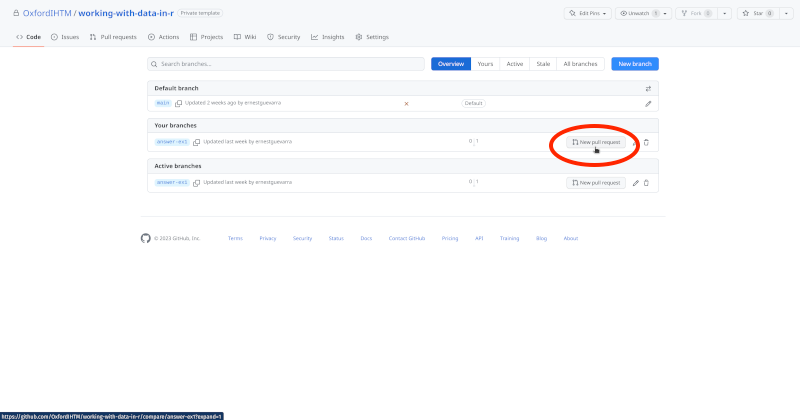 OxfordIHTM / working-with-data-in-r Private template Edit Pins Unwatch 1 Fork 0 Star 0
Code Issues Pull requests Actions Projects Wiki Security Insights Settings
Search branches... Overview Yours Active Stale All branches New branch
Default branch
main Updated 2 weeks ago by ernestguevarra Default
Your branches
answer-ex1 Updated last week by ernestguevarra 0 1 New pull request
Active branches
answer-ex1 Updated last week by ernestguevarra 0 1 New pull request
© 2023 GitHub, Inc. Terms Privacy Security Status Docs Contact GitHub Pricing API Training Blog About
https://github.com/OxfordIHTM/working-with-data-in-r/compare/answer-ex1?expand=1